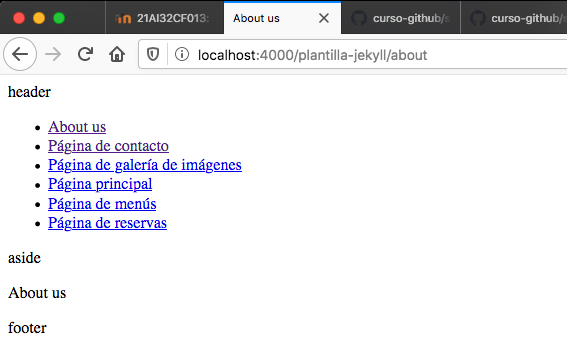 21AI32CF013:
About us
curso-github/s
curso-github/s
localhost:4000/plantilla-jekyll/about
header
About us
Página de contacto
Página de galería de imágenes
Página principal
Página de menús
Página de reservas
aside
About us
footer